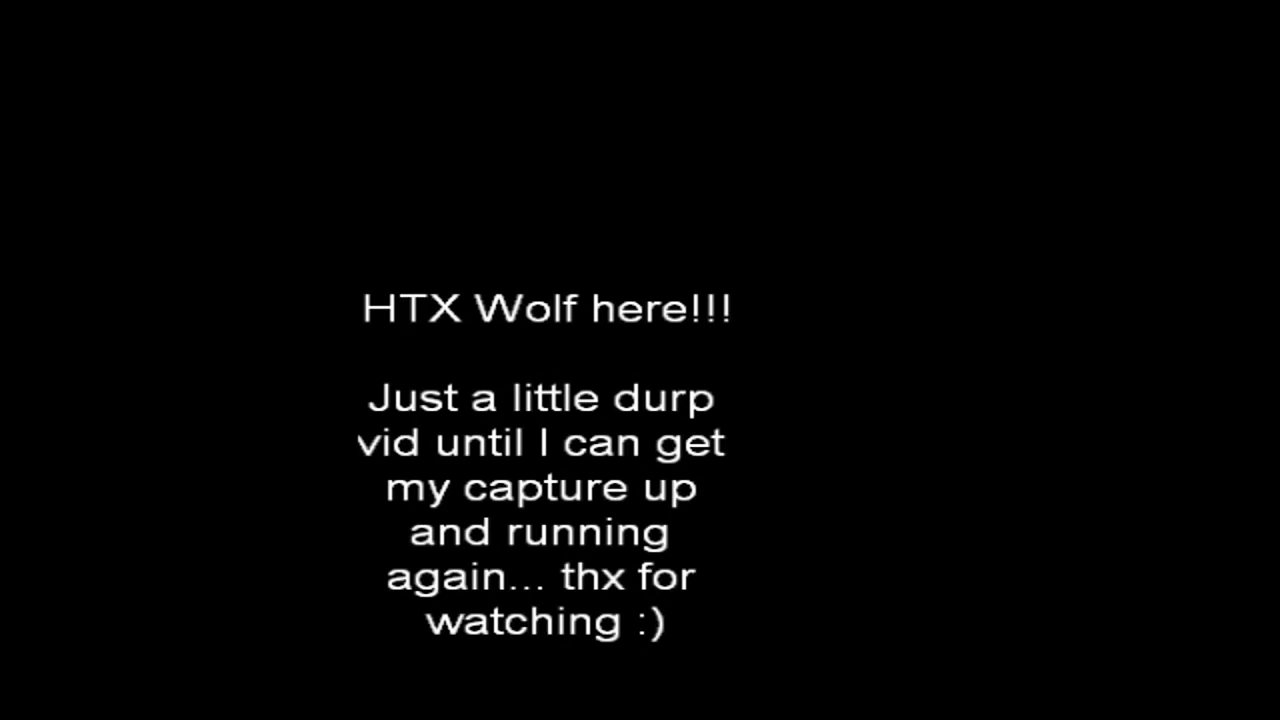 HTX Wolf here!!!
Just a little durp
vid until I can get
my capture up
and running
again... thx for
watching :)